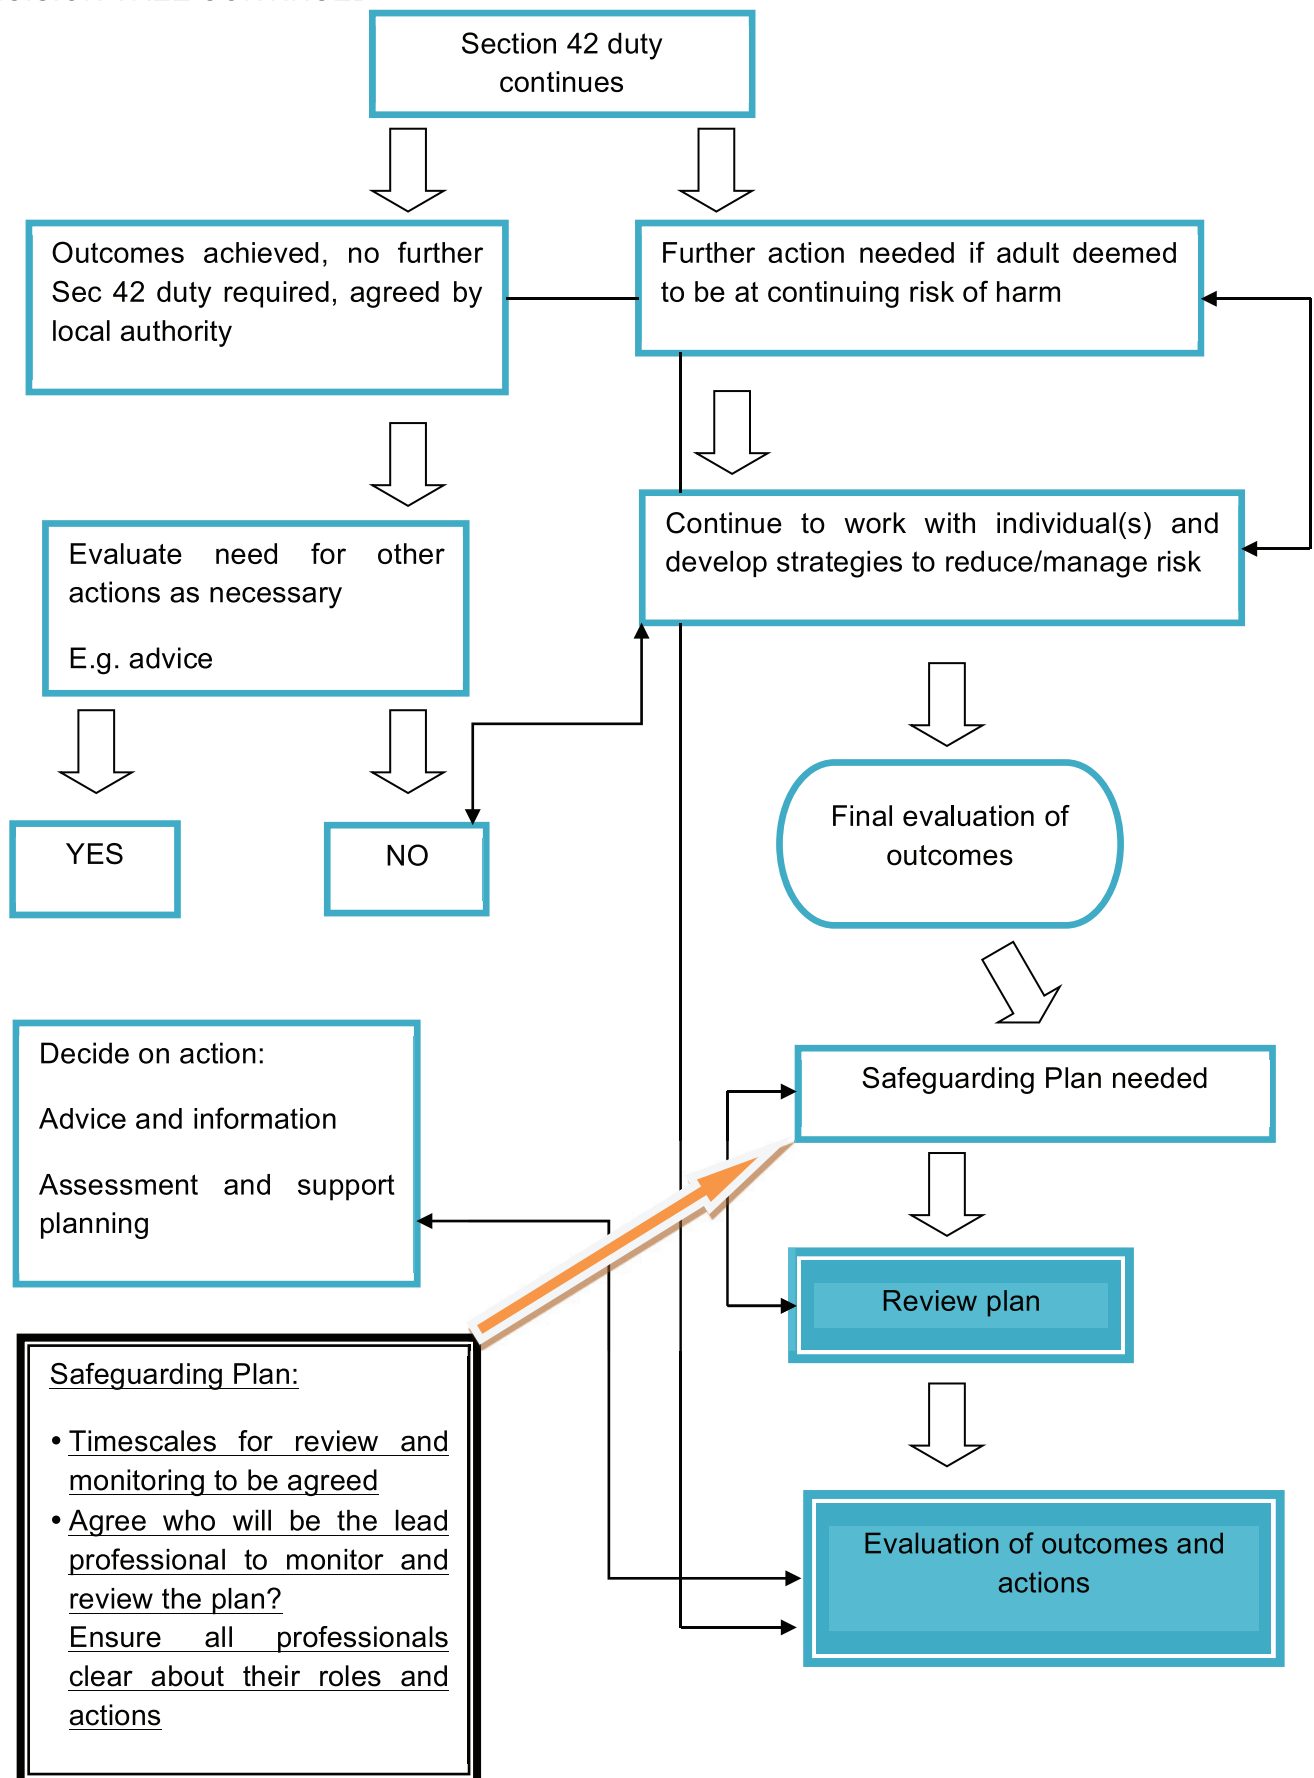 Section 42 duty
continues
Outcomes achieved, no further
Sec 42 duty required, agreed by
local authority
Further action needed if adult deemed
to be at continuing risk of harm
Continue to work with individual(s) and
develop strategies to reduce/manage risk
Evaluate need for other
actions as necessary
E.g. advice
YES
NO
Final evaluation of
outcomes
Decide on action:
Advice and information
Assessment and support
planning
Safeguarding Plan needed
Review plan
Safeguarding Plan:
• Timescales for review and
monitoring to be agreed
• Agree who will be the lead
professional to monitor and
review the plan?
Ensure all professionals
clear about their roles and
actions
Evaluation of outcomes and
actions